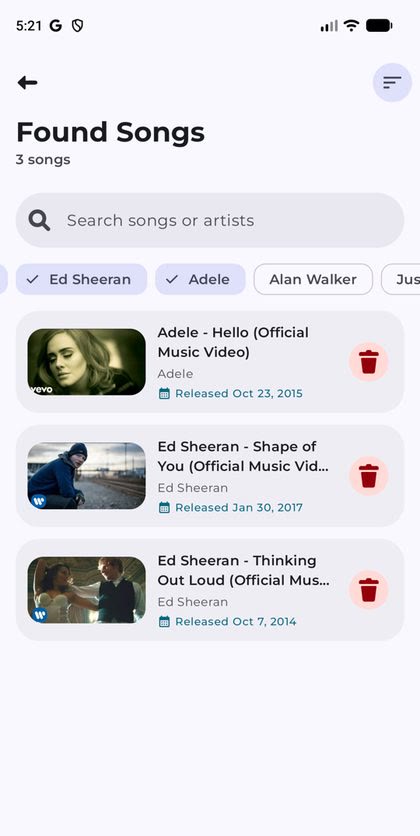 5:21
Found Songs
3 songs
Search songs or artists
Ed Sheeran Adele Alan Walker Jus
Adele - Hello (Official
Music Video)
Adele
Released Oct 23, 2015
vevo
Ed Sheeran - Shape of
You (Official Music Vid...
Ed Sheeran
Released Jan 30, 2017
Ed Sheeran - Thinking
Out Loud (Official Mus...
Ed Sheeran
Released Oct 7, 2014